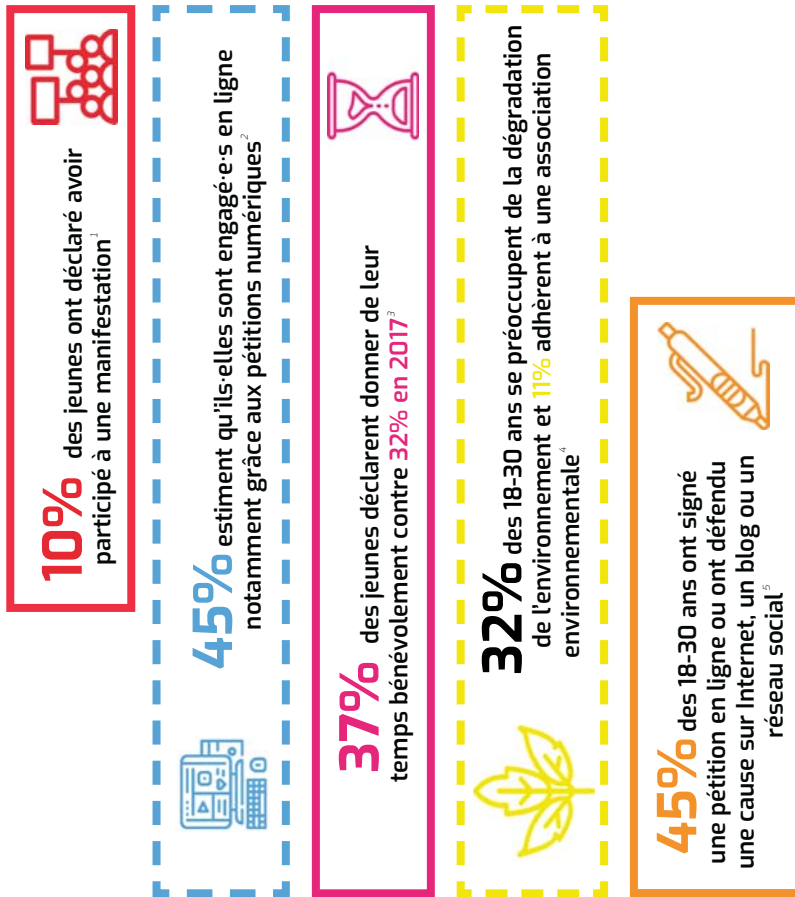 10% des jeunes ont déclaré avoir
participé à une manifestation¹
45% estiment qu'ils·elles sont engagé·e·s en ligne
notamment grâce aux pétitions numériques²
37% des jeunes déclarent donner de leur
temps bénévolement contre 32% en 2017³
32% des 18-30 ans se préoccupent de la dégradation
de l'environnement et 11% adhèrent à une association
environnementale⁴
45% des 18-30 ans ont signé
une pétition en ligne ou ont défendu
une cause sur Internet, un blog ou un
réseau social⁵